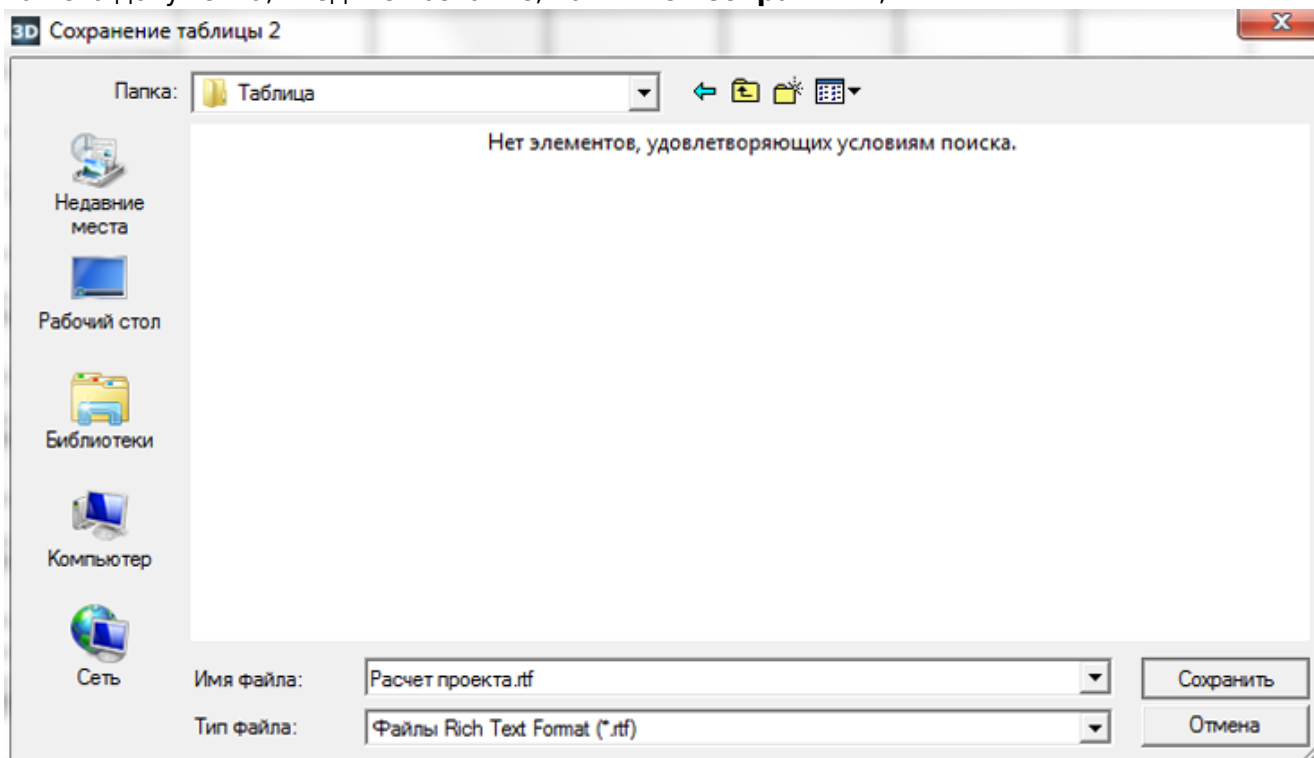 3D Сохранение таблицы 2
Папка: Таблица
Нет элементов, удовлетворяющих условиям поиска.
Недавние
места
Рабочий стол
Библиотеки
Компьютер
Сеть
Имя файла: Расчет проекта.rtf Сохранить
Тип файла: Файлы Rich Text Format (*.rtf) Отмена